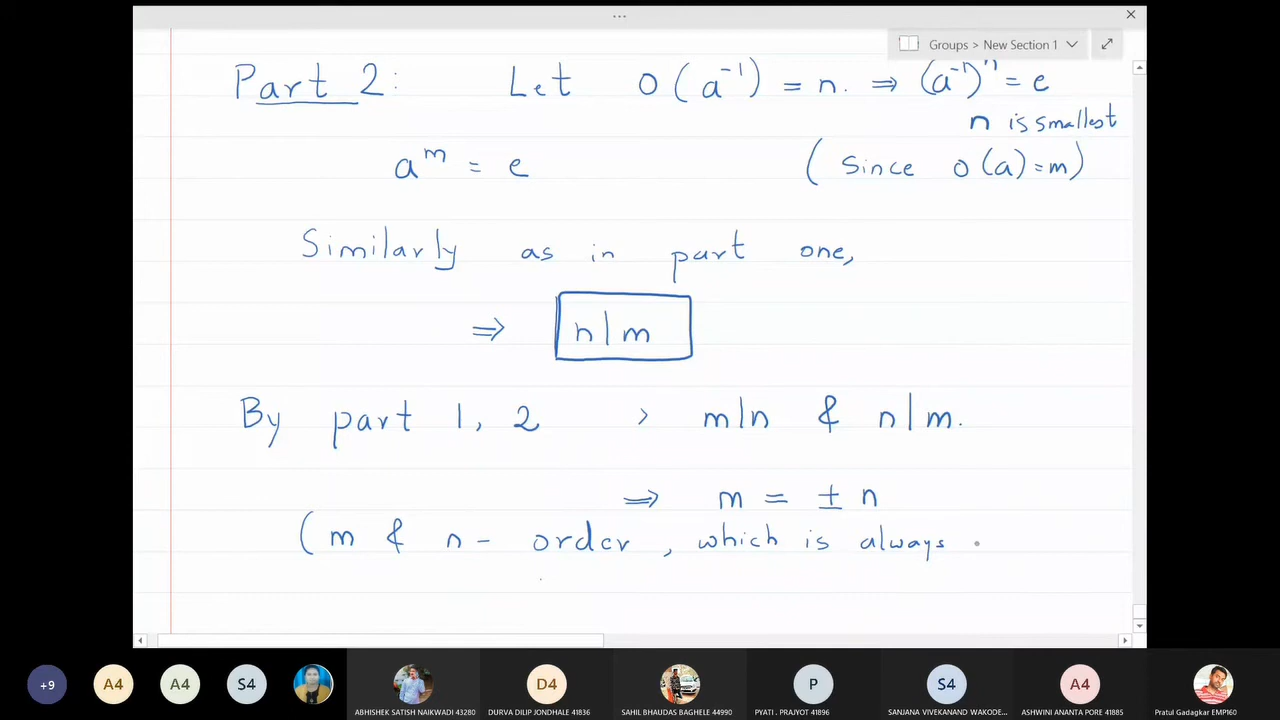 Groups > New Section 1
Part 2: Let O(a⁻¹) = n. ⇒ (a⁻¹)ⁿ = e
n is smallest
aᵐ = e (Since O(a)=m)
Similarly as in part one,
⇒ n|m
By part 1, 2 > m|n & n|m.
⇒ m = ± n
(m & n - order, which is always
+9 A4 A4 S4 D4 P S4 A4
ABHISHEK SATISH NAIKWADI 43280 DURVA DILIP JONDHALE 41836 SAHIL BHAUDAS BAGHELE 44990 PYATI . PRAJYOT 41896 SANJANA VIVEKANAND WAKODE... ASHWINI ANANTA PORE 41885 Pratul Gadagkar EMP160